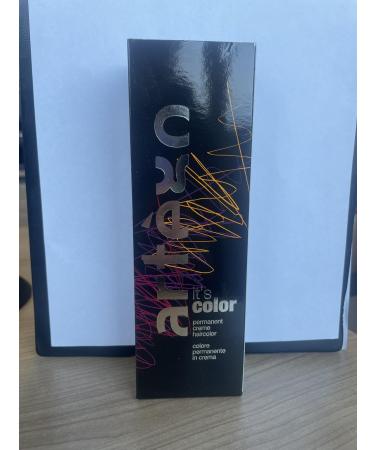 artègo
it's
color
permanent
creme
haircolor
colore
permanente
in crema